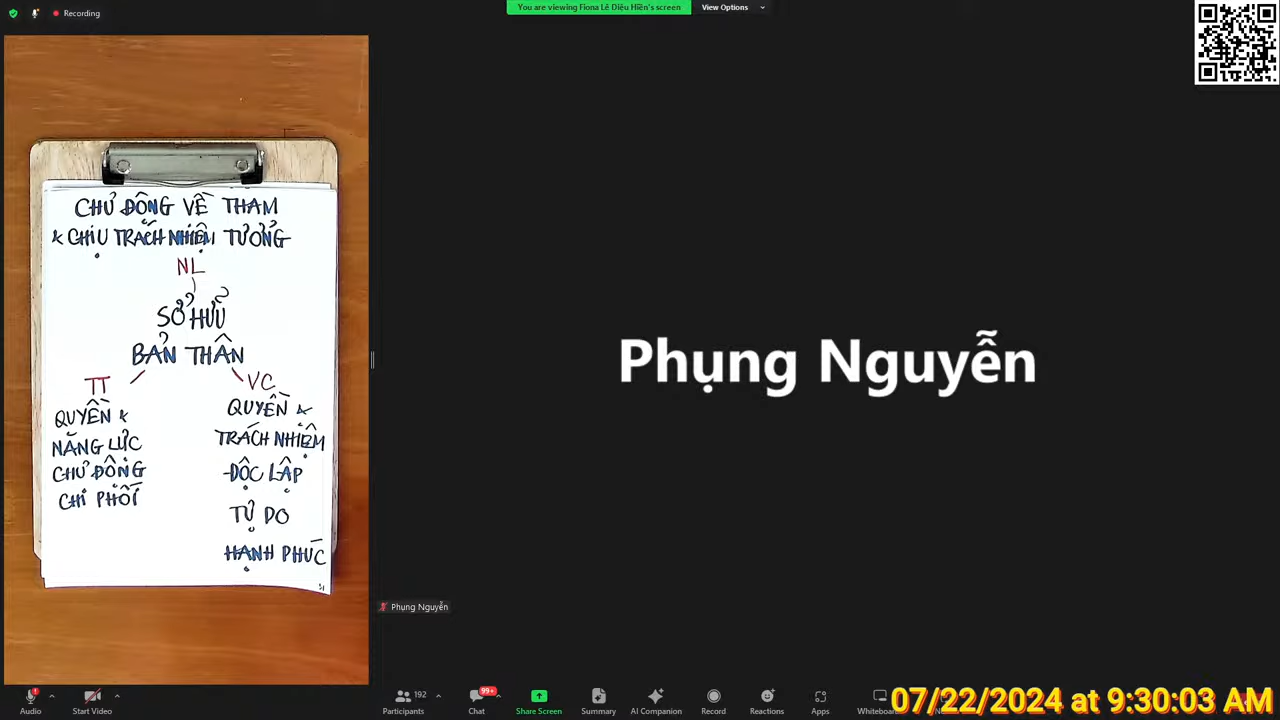 Recording
You are viewing Fiona Lê Diệu Hiền's screen
View Options
CHỦ ĐỘNG VỀ THAM
& CHỊU TRÁCH NHIỆM TƯỞNG
NL
SỞ HỮU
BẢN THÂN
TT
QUYỀN &
NĂNG LỰC
CHỦ ĐỘNG
CHI PHỐI
VC
QUYỀN &
TRÁCH NHIỆM
ĐỘC LẬP
TỰ DO
HẠNH PHÚC
Phụng Nguyễn
Phụng Nguyễn
1
192
99+
Audio
Start Video
Participants
Chat
Share Screen
Summary
AI Companion
Record
Reactions
Apps
07/22/2024 at 9:30:03 AM